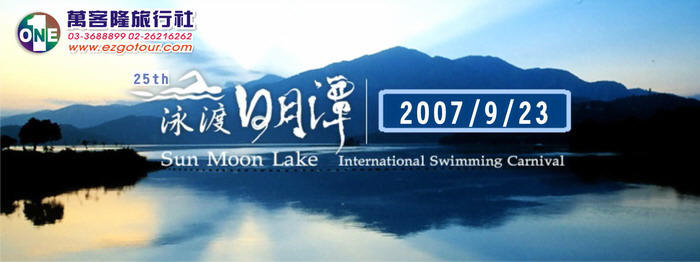 ONE
萬客隆旅行社
03-3688899 02-26216262
www.ezgotour.com
25th
泳渡日月潭
2007/9/23
Sun Moon Lake International Swimming Carnival